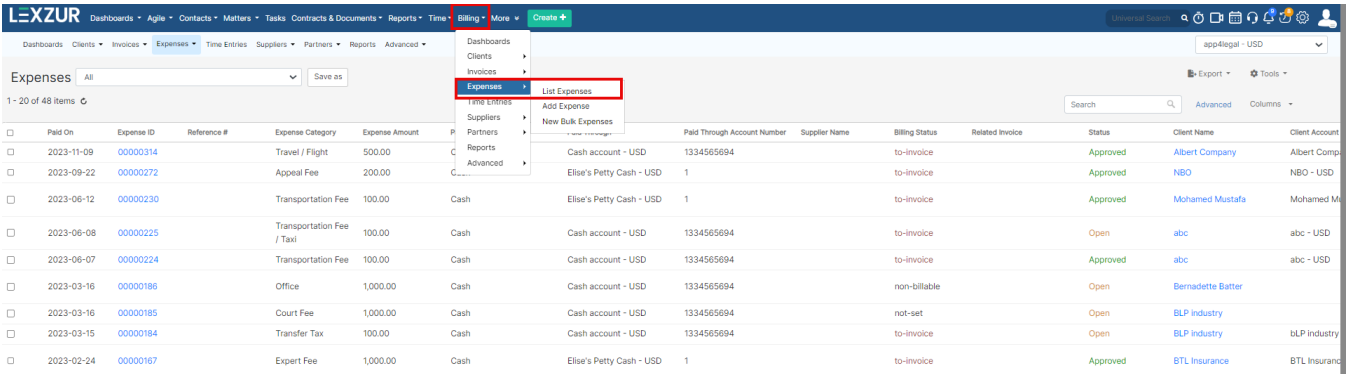 LEXZUR Dashboards Agile Contacts Matters Tasks Contracts & Documents Reports Time Billing More Create + Universal Search
Dashboards Clients Invoices Expenses Time Entries Suppliers Partners Reports Advanced app4legal - USD
Dashboards
Clients
Invoices
Expenses
Time Entries
Suppliers
Partners
Reports
Advanced
List Expenses
Add Expense
New Bulk Expenses
Expenses All Save as Export Tools
1 - 20 of 48 items Search Advanced Columns
Paid On Expense ID Reference # Expense Category Expense Amount Paid Through Account Number Supplier Name Billing Status Related Invoice Status Client Name Client Account
2023-11-09 00000314 Travel / Flight 500.00 Cash account - USD 1334565694 to-invoice Approved Albert Company Albert Comp
2023-09-22 00000272 Appeal Fee 200.00 Cash Elise's Petty Cash - USD 1 to-invoice Approved NBO NBO - USD
2023-06-12 00000230 Transportation Fee 100.00 Cash Elise's Petty Cash - USD 1 to-invoice Approved Mohamed Mustafa Mohamed Mu
2023-06-08 00000225 Transportation Fee / Taxi 100.00 Cash Cash account - USD 1334565694 to-invoice Open abc abc - USD
2023-06-07 00000224 Transportation Fee 100.00 Cash Cash account - USD 1334565694 to-invoice Approved abc abc - USD
2023-03-16 00000186 Office 1,000.00 Cash Cash account - USD 1334565694 non-billable Open Bernadette Batter
2023-03-16 00000185 Court Fee 1,000.00 Cash Cash account - USD 1334565694 not-set Open BLP industry
2023-03-15 00000184 Transfer Tax 100.00 Cash Cash account - USD 1334565694 to-invoice Open BLP industry bLP industry
2023-02-24 00000167 Expert Fee 1,000.00 Cash Elise's Petty Cash - USD 1 to-invoice Approved BTL Insurance BTL Insuranc